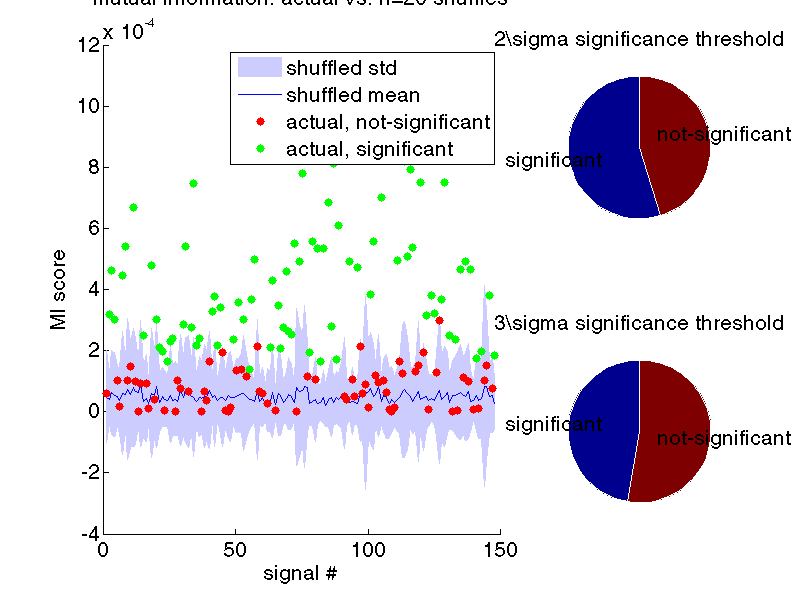 mutual information: actual vs. n=20 shuffles
x 10-4
12
10
8
6
4
2
0
-2
-4
0
50
100
150
MI score
signal #
shuffled std
shuffled mean
actual, not-significant
actual, significant
2\sigma significance threshold
not-significant
significant
3\sigma significance threshold
significant
not-significant